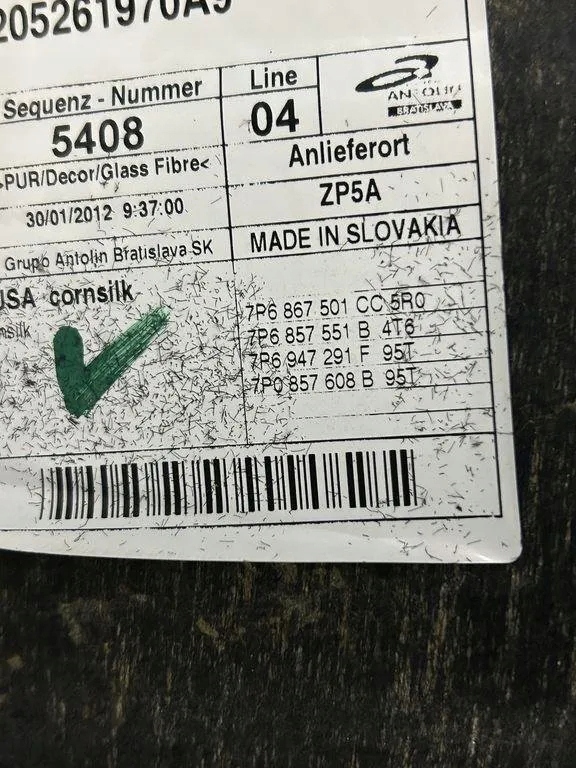 205261970A9
Sequenz - Nummer
5408
Line
04
ANTOLIN
BRATISLAVA
>PUR/Decor/Glass Fibre<
Anlieferort
30/01/2012 9:37:00
ZP5A
Grupo Antolin Bratislava SK
MADE IN SLOVAKIA
USA cornsilk
nsilk
7P6 867 501 CC 5R0
7P6 857 551 B 4T6
7P6 947 291 F 95T
7P0 857 608 B 95T